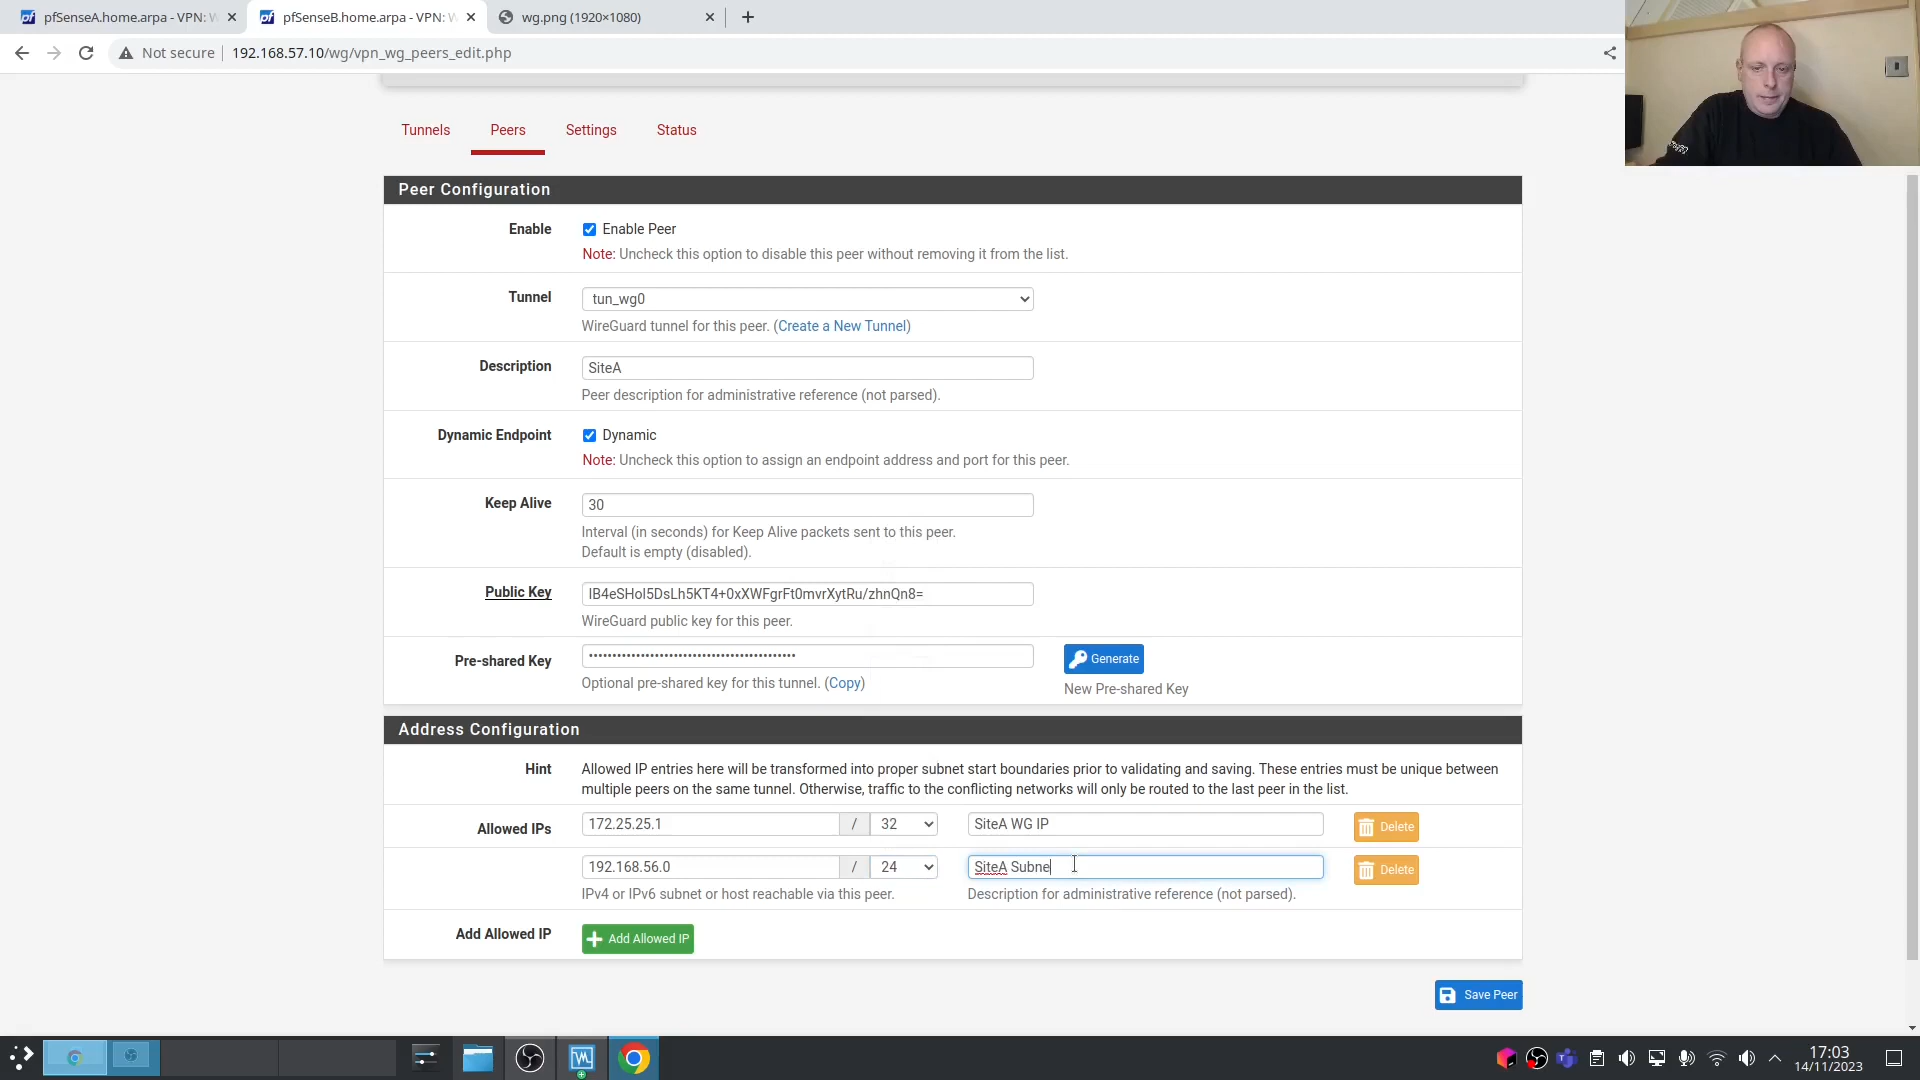 pfSenseA.home.arpa - VPN: W
pfSenseB.home.arpa - VPN: W
wg.png (1920×1080)
Not secure
192.168.57.10/wg/vpn_wg_peers_edit.php
Tunnels
Peers
Settings
Status
Peer Configuration
Enable
Enable Peer
Note: Uncheck this option to disable this peer without removing it from the list.
Tunnel
tun_wg0
WireGuard tunnel for this peer. (Create a New Tunnel)
Description
SiteA
Peer description for administrative reference (not parsed).
Dynamic Endpoint
Dynamic
Note: Uncheck this option to assign an endpoint address and port for this peer.
Keep Alive
30
Interval (in seconds) for Keep Alive packets sent to this peer.
Default is empty (disabled).
Public Key
IB4eSHol5DsLh5KT4+0xXWFgrFt0mvrXytRu/zhnQn8=
WireGuard public key for this peer.
Pre-shared Key
Generate
Optional pre-shared key for this tunnel. (Copy)
New Pre-shared Key
Address Configuration
Hint
Allowed IP entries here will be transformed into proper subnet start boundaries prior to validating and saving. These entries must be unique between
multiple peers on the same tunnel. Otherwise, traffic to the conflicting networks will only be routed to the last peer in the list.
Allowed IPs
172.25.25.1 / 32
SiteA WG IP
Delete
192.168.56.0 / 24
SiteA Subne
Delete
IPv4 or IPv6 subnet or host reachable via this peer.
Description for administrative reference (not parsed).
Add Allowed IP
Add Allowed IP
Save Peer
17:03
14/11/2023